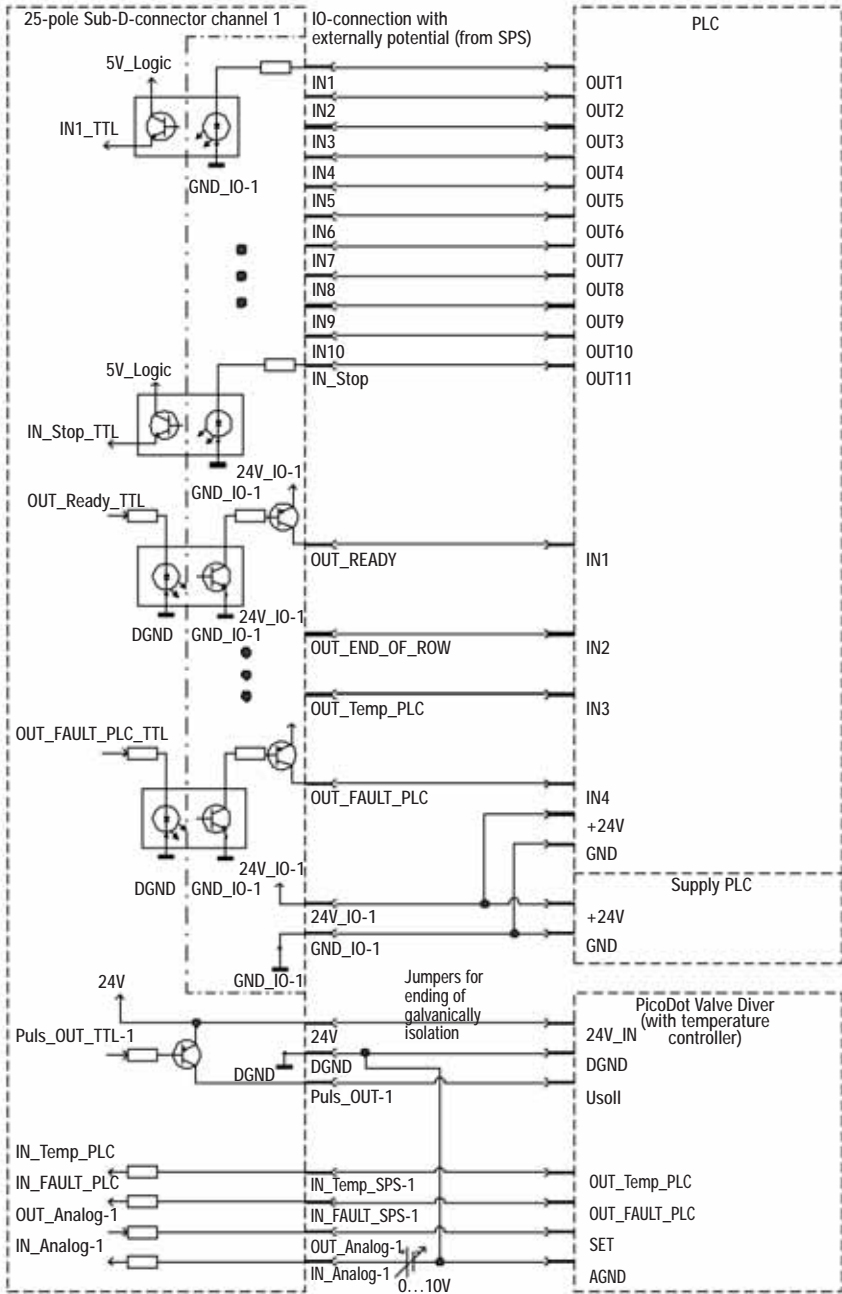 25-pole Sub-D-connector channel 1
IO-connection with
externally potential (from SPS)
PLC
5V_Logic
IN1_TTL
GND_IO-1
IN1
OUT1
IN2
OUT2
IN3
OUT3
IN4
OUT4
IN5
OUT5
IN6
OUT6
IN7
OUT7
IN8
OUT8
IN9
OUT9
IN10
OUT10
IN_Stop
OUT11
5V_Logic
IN_Stop_TTL
24V_IO-1
GND_IO-1
OUT_Ready_TTL
OUT_READY
IN1
24V_IO-1
DGND
GND_IO-1
OUT_END_OF_ROW
IN2
OUT_Temp_PLC
IN3
OUT_FAULT_PLC_TTL
OUT_FAULT_PLC
IN4
+24V
GND
24V_IO-1
DGND
GND_IO-1
Supply PLC
24V_IO-1
+24V
GND_IO-1
GND
GND_IO-1
24V
Jumpers for
ending of
galvanically
isolation
PicoDot Valve Diver
(with temperature
controller)
Puls_OUT_TTL-1
24V
24V_IN
DGND
DGND
DGND
Puls_OUT-1
Usoll
IN_Temp_PLC
IN_Temp_SPS-1
OUT_Temp_PLC
IN_FAULT_PLC
IN_FAULT_SPS-1
OUT_FAULT_PLC
OUT_Analog-1
OUT_Analog-1
SET
IN_Analog-1
IN_Analog-1
0...10V
AGND